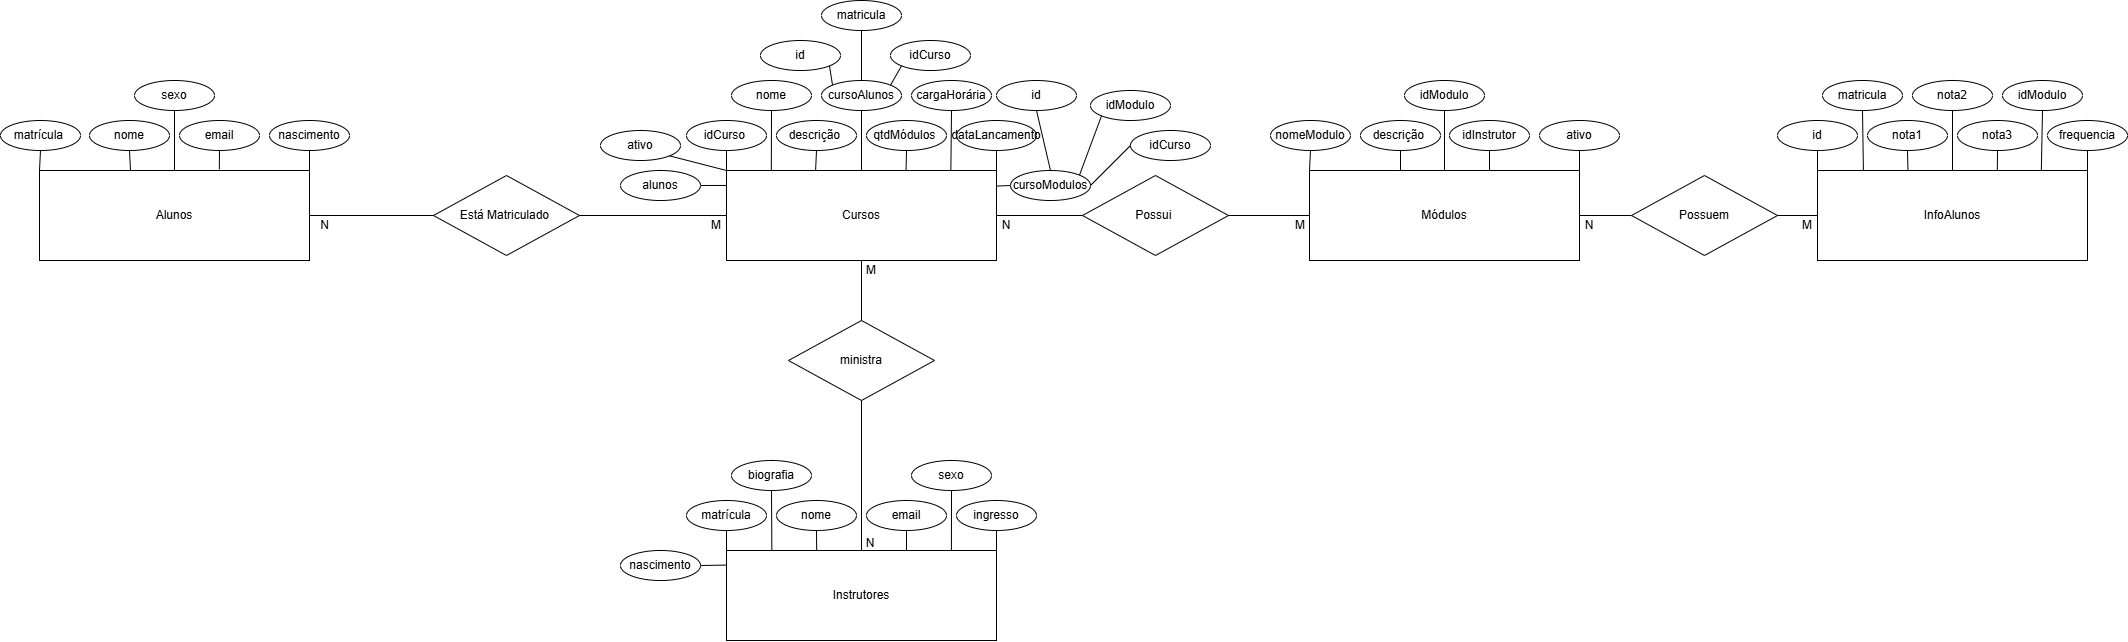 matricula
id
idCurso
sexo
nome
cursoAlunos
cargaHorária
id
idModulo
idModulo
matricula
nota2
idModulo
matrícula
nome
email
nascimento
ativo
idCurso
descrição
qtdMódulos
dataLancamento
idCurso
nomeModulo
descrição
idInstrutor
ativo
id
nota1
nota3
frequencia
alunos
cursoModulos
Alunos
N
Está Matriculado
M
Cursos
N
Possui
M
Módulos
N
Possuem
M
InfoAlunos
M
ministra
N
biografia
sexo
matrícula
nome
email
ingresso
nascimento
Instrutores